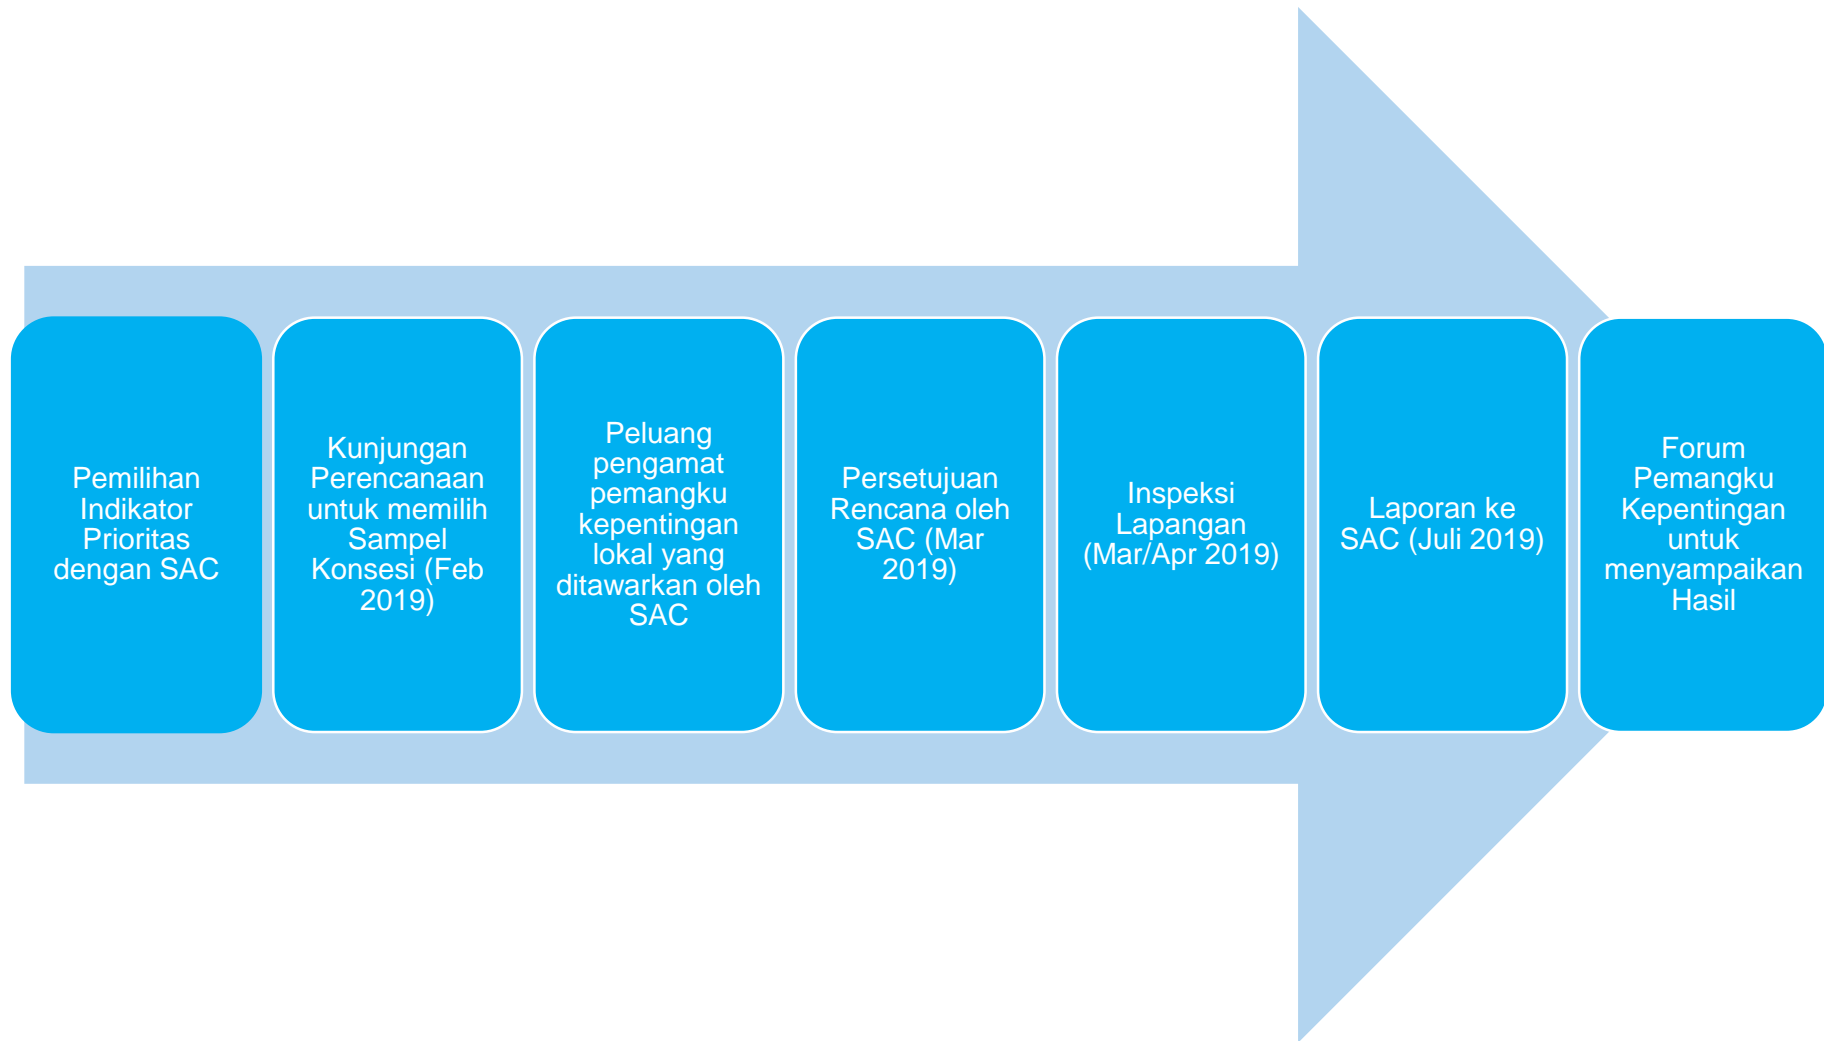 Pemilihan
Indikator
Prioritas
dengan SAC
Kunjungan
Perencanaan
untuk memilih
Sampel
Konsesi (Feb
2019)
Peluang
pengamat
pemangku
kepentingan
lokal yang
ditawarkan oleh
SAC
Persetujuan
Rencana oleh
SAC (Mar
2019)
Inspeksi
Lapangan
(Mar/Apr 2019)
Laporan ke
SAC (Juli 2019)
Forum
Pemangku
Kepentingan
untuk
menyampaikan
Hasil